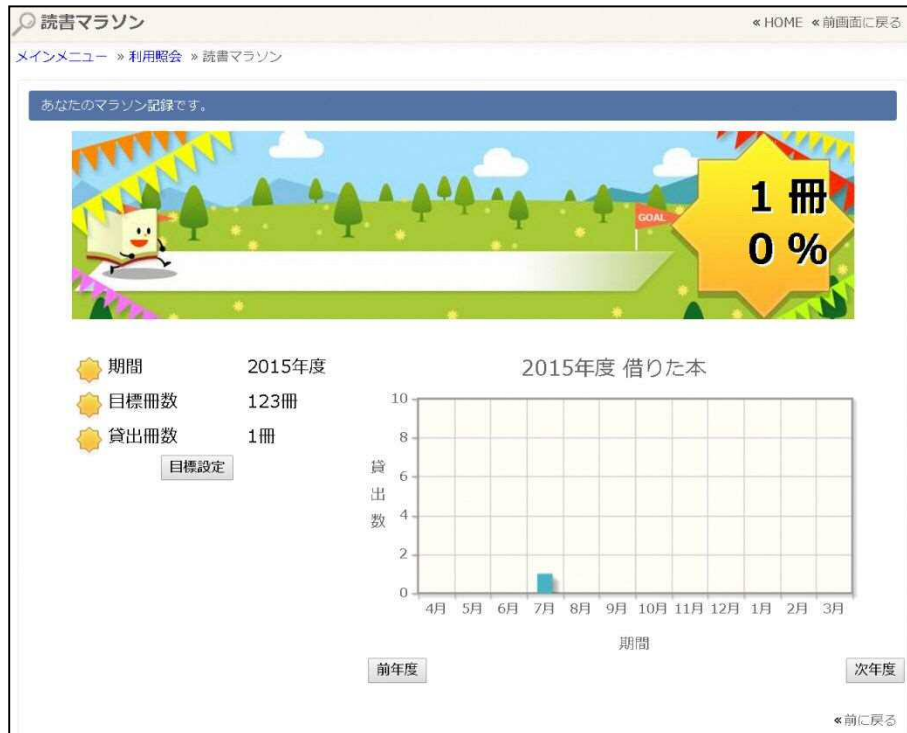 読書マラソン
«HOME «前画面に戻る
メインメニュー »利用照会 »読書マラソン
あなたのマラソン記録です。
GOAL
1 冊
0 %
期間 2015年度
目標冊数 123冊
貸出冊数 1冊
目標設定
2015年度 借りた本
貸出数
10
8
6
4
2
0
4月 5月 6月 7月 8月 9月 10月 11月 12月 1月 2月 3月
期間
前年度 次年度
«前に戻る